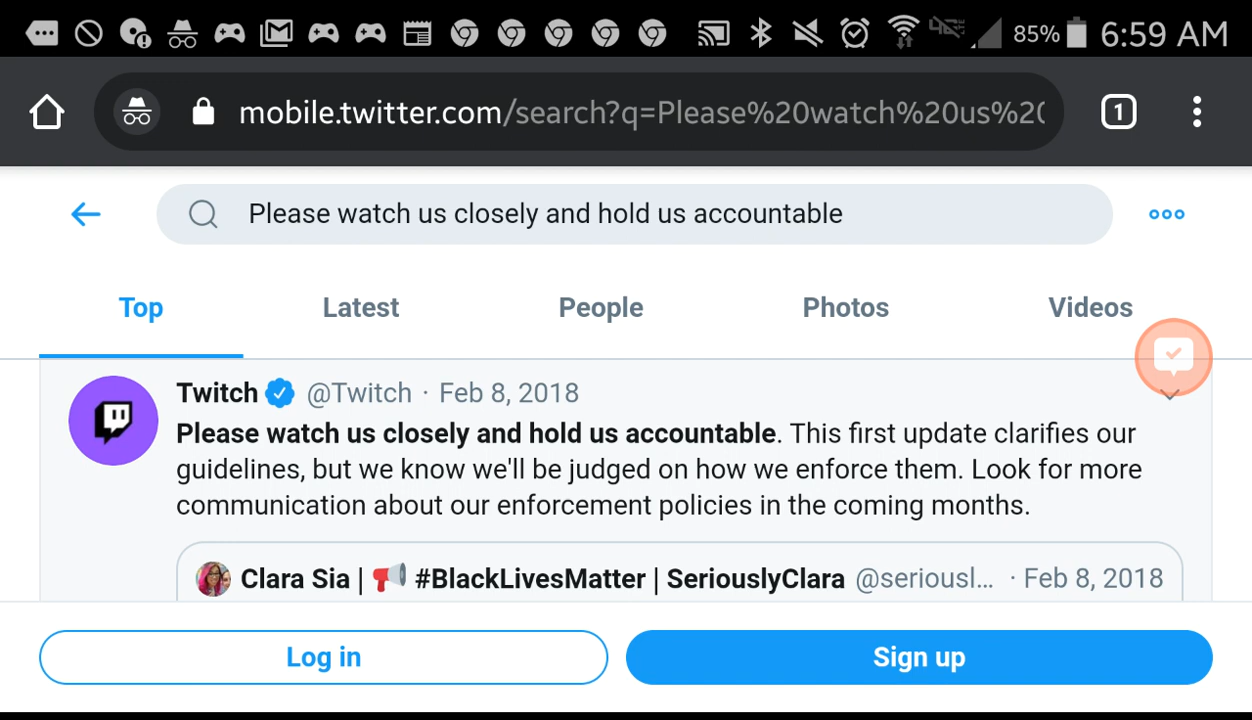 85% 6:59 AM
mobile.twitter.com/search?q=Please%20watch%20us%20
1
Please watch us closely and hold us accountable
Top Latest People Photos Videos
Twitch @Twitch · Feb 8, 2018
Please watch us closely and hold us accountable. This first update clarifies our
guidelines, but we know we'll be judged on how we enforce them. Look for more
communication about our enforcement policies in the coming months.
Clara Sia | 📣 #BlackLivesMatter | SeriouslyClara @seriousl... · Feb 8, 2018
Log in Sign up